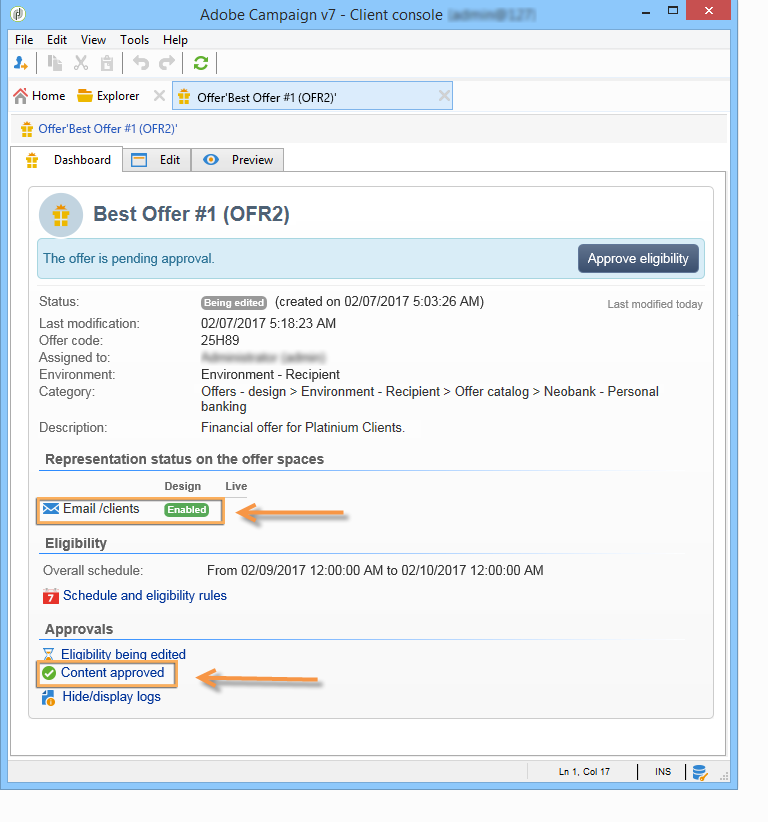 Adobe Campaign v7 - Client console
File Edit View Tools Help
Home Explorer Offer'Best Offer #1 (OFR2)'
Offer'Best Offer #1 (OFR2)'
Dashboard Edit Preview
Best Offer #1 (OFR2)
The offer is pending approval. Approve eligibility
Status: Being edited (created on 02/07/2017 5:03:26 AM) Last modified today
Last modification: 02/07/2017 5:18:23 AM
Offer code: 25H89
Assigned to:
Environment: Environment - Recipient
Category: Offers - design > Environment - Recipient > Offer catalog > Neobank - Personal
banking
Description: Financial offer for Platinium Clients.
Representation status on the offer spaces
Design Live
Email /clients Enabled
Eligibility
Overall schedule: From 02/09/2017 12:00:00 AM to 02/10/2017 12:00:00 AM
7 Schedule and eligibility rules
Approvals
Eligibility being edited
Content approved
Hide/display logs
Ln 1, Col 17 INS